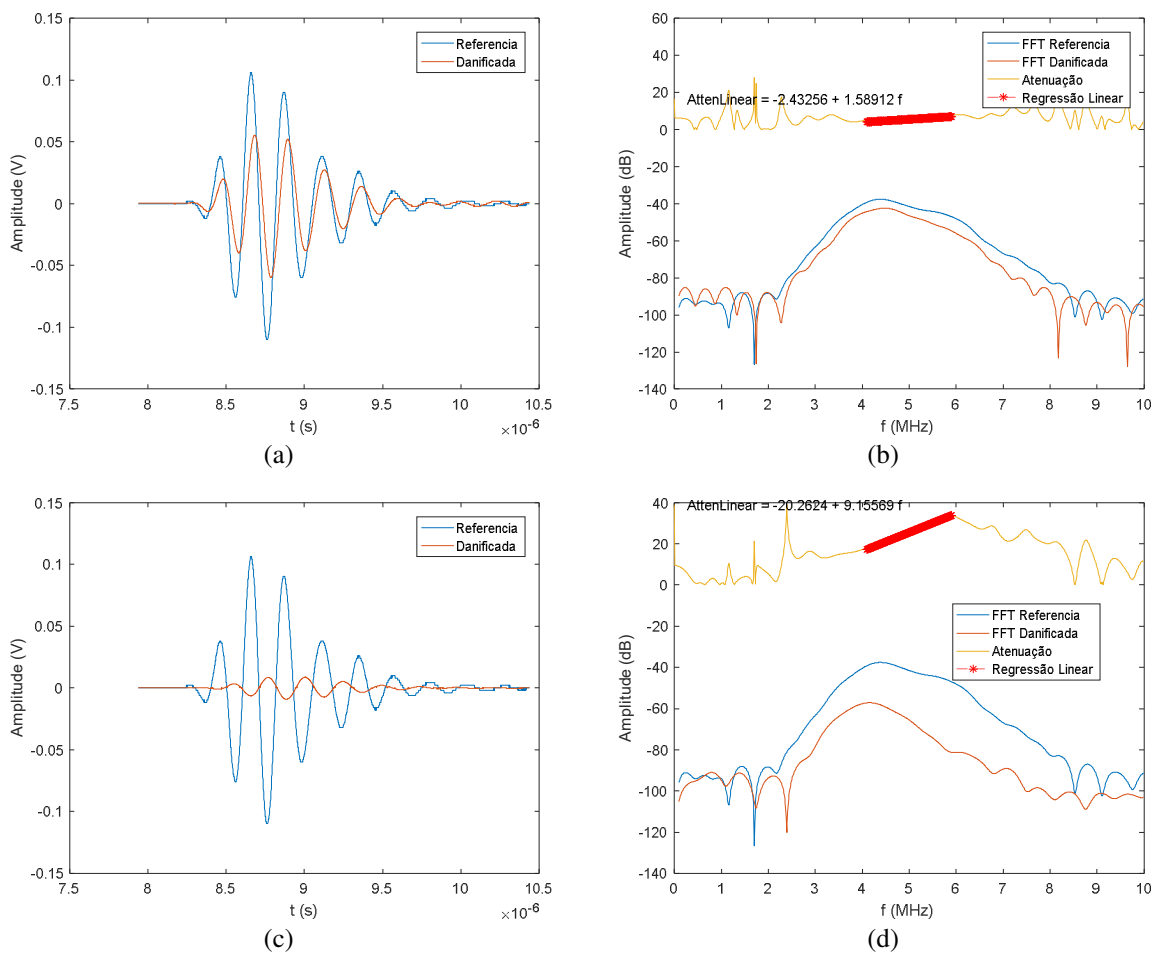 0.15
0.1
0.05
0
-0.05
-0.1
-0.15
Amplitude (V)
Referencia
Danificada
7.5 8 8.5 9 9.5 10 10.5
t (s)
×10⁻⁶
(a)
60
40
20
0
-20
-40
-60
-80
-100
-120
-140
Amplitude (dB)
FFT Referencia
FFT Danificada
Atenuação
Regressão Linear
AttenLinear = -2.43256 + 1.58912 f
0 1 2 3 4 5 6 7 8 9 10
f (MHz)
(b)
0.15
0.1
0.05
0
-0.05
-0.1
-0.15
Amplitude (V)
Referencia
Danificada
7.5 8 8.5 9 9.5 10 10.5
t (s)
×10⁻⁶
(c)
40
20
0
-20
-40
-60
-80
-100
-120
-140
Amplitude (dB)
AttenLinear = -20.2624 + 9.15569 f
FFT Referencia
FFT Danificada
Atenuação
Regressão Linear
0 1 2 3 4 5 6 7 8 9 10
f (MHz)
(d)